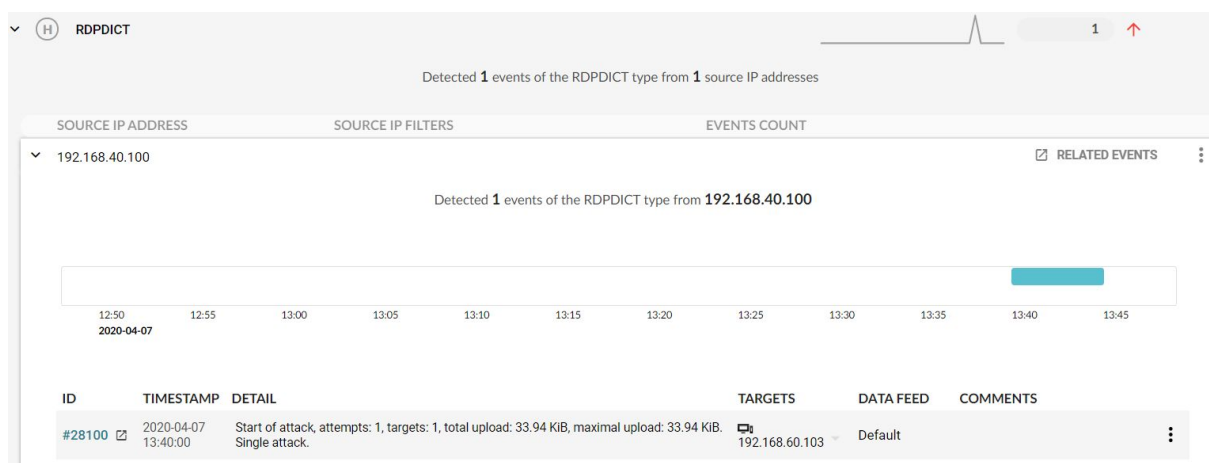 H RDPDICT 1
Detected 1 events of the RDPDICT type from 1 source IP addresses
SOURCE IP ADDRESS SOURCE IP FILTERS EVENTS COUNT
192.168.40.100 RELATED EVENTS
Detected 1 events of the RDPDICT type from 192.168.40.100
12:50 12:55 13:00 13:05 13:10 13:15 13:20 13:25 13:30 13:35 13:40 13:45
2020-04-07
ID TIMESTAMP DETAIL TARGETS DATA FEED COMMENTS
#28100 2020-04-07 13:40:00 Start of attack, attempts: 1, targets: 1, total upload: 33.94 KiB, maximal upload: 33.94 KiB. Single attack. 192.168.60.103 Default